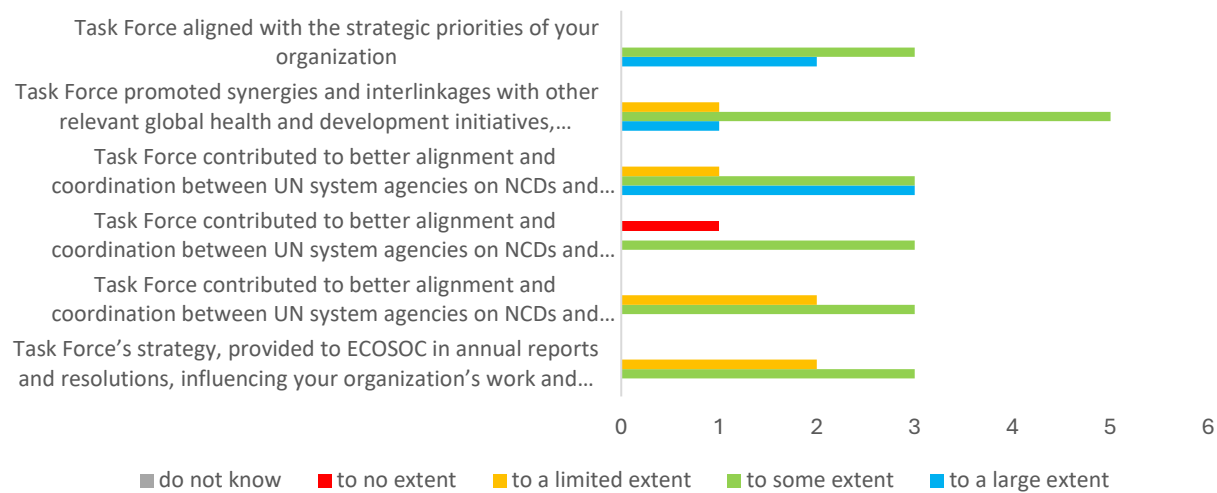 Task Force aligned with the strategic priorities of your
organization
Task Force promoted synergies and interlinkages with other
relevant global health and development initiatives,…
Task Force contributed to better alignment and
coordination between UN system agencies on NCDs and…
Task Force contributed to better alignment and
coordination between UN system agencies on NCDs and…
Task Force contributed to better alignment and
coordination between UN system agencies on NCDs and…
Task Force’s strategy, provided to ECOSOC in annual reports
and resolutions, influencing your organization’s work and…
0 1 2 3 4 5 6
do not know to no extent to a limited extent to some extent to a large extent